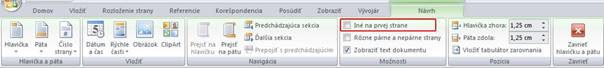 Domov Vložiť Rozloženie strany Referencie Korešpondencia Posúdiť Zobraziť Návrh
Hlavička Päta Číslo strany
Dátum a čas Vložiť Obrázok ClipArt
Prejsť na hlavičku Prejsť na pätu
Predchádzajúca sekcia
Ďalšia sekcia
Prepojiť s predchádzajúcim
Iné na prvej strane
Rôzne párne a nepárne strany
Zobraziť text dokumentu
Hlavička zhora: 1,25 cm
Päta zdola: 1,25 cm
Vložiť tabulátor zarovnania
Zavrieť hlavičku a pätu
Hlavička a päta Vložiť Navigácia Možnosti Pozícia Zavrieť